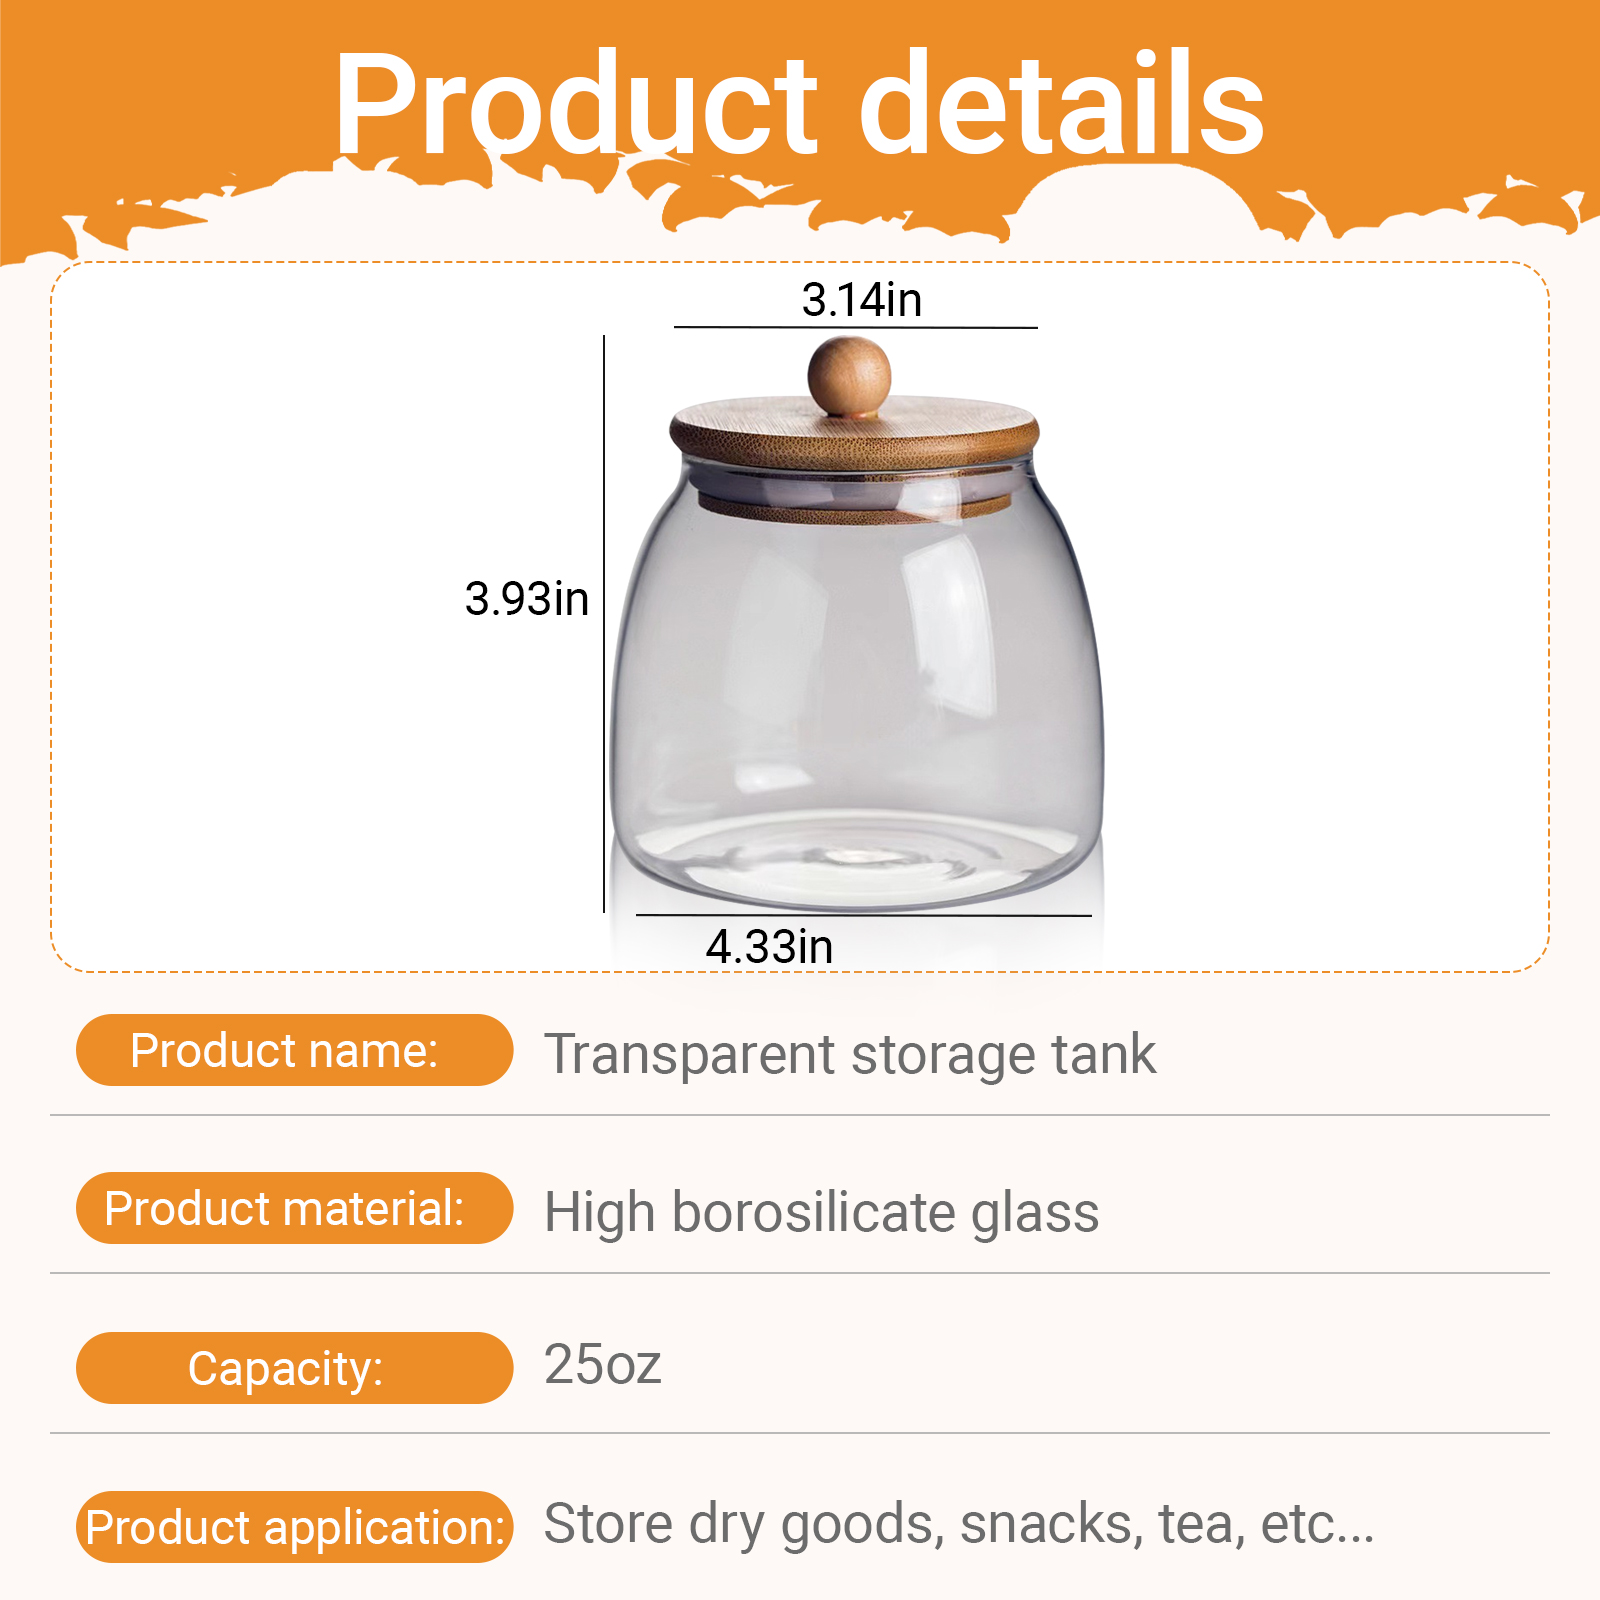 Product details
3.14in
3.93in
4.33in
Product name: Transparent storage tank
Product material: High borosilicate glass
Capacity: 25oz
Product application: Store dry goods, snacks, tea, etc...